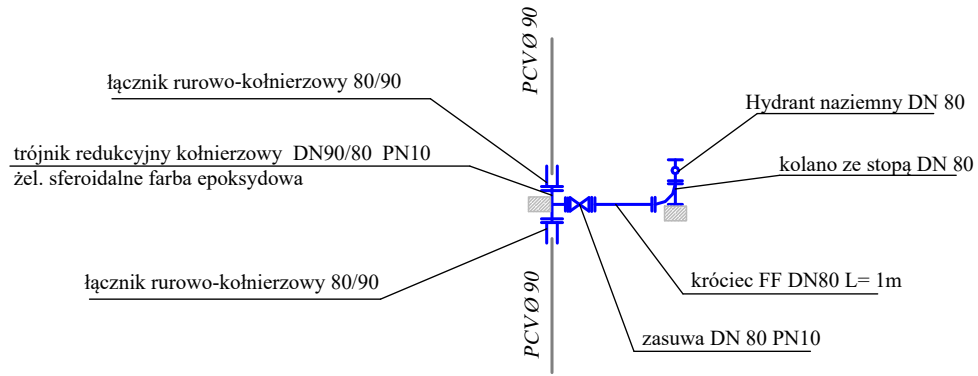 PCV Ø 90
łącznik rurowo-kołnierzowy 80/90
Hydrant naziemny DN 80
trójnik redukcyjny kołnierzowy DN90/80 PN10
żel. sferoidalne farba epoksydowa
kolano ze stopą DN 80
łącznik rurowo-kołnierzowy 80/90
króciec FF DN80 L= 1m
PCV Ø 90
zasuwa DN 80 PN10